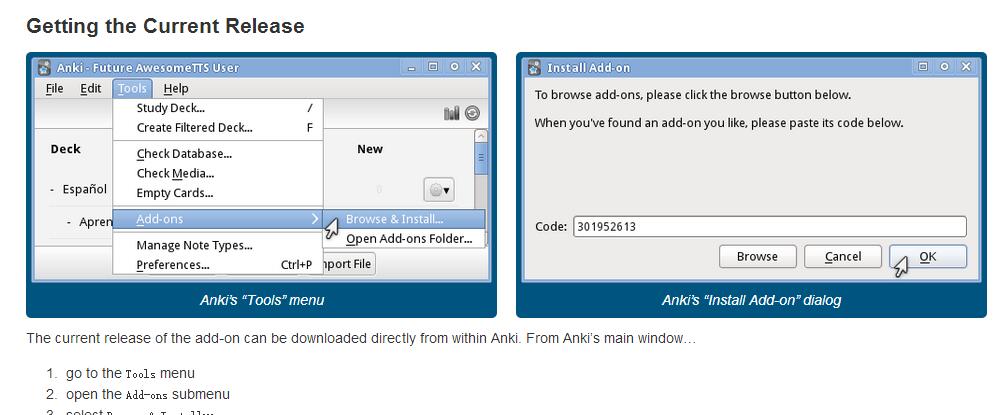 Getting the Current Release
Anki - Future AwesomeTTS User
File Edit Tools Help
Study Deck... /
Create Filtered Deck... F
Deck
New
Check Database...
Check Media...
Empty Cards...
- Español
0
- Apren
Add-ons
Browse & Install...
Open Add-ons Folder...
Manage Note Types...
Preferences... Ctrl+P
mport File
Anki's “Tools” menu
Install Add-on
To browse add-ons, please click the browse button below.
When you've found an add-on you like, please paste its code below.
Code: 301952613
Browse Cancel OK
Anki's “Install Add-on” dialog
The current release of the add-on can be downloaded directly from within Anki. From Anki's main window…
1. go to the Tools menu
2. open the Add-ons submenu
3. select